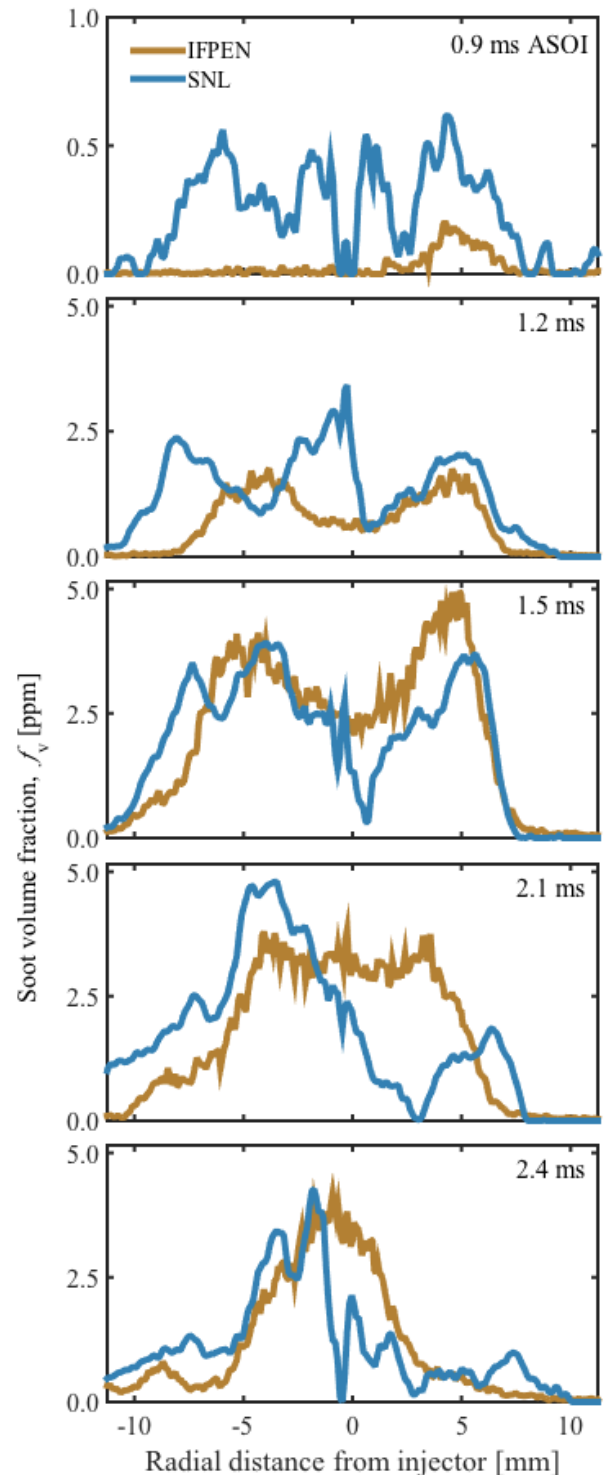 1.0
0.9 ms ASOI
IFPEN
SNL
0.5
0.0
5.0
1.2 ms
2.5
0.0
5.0
1.5 ms
2.5
0.0
5.0
2.1 ms
2.5
0.0
5.0
2.4 ms
2.5
0.0
-10 -5 0 5 10
Radial distance from injector [mm]
Soot volume fraction, fv [ppm]